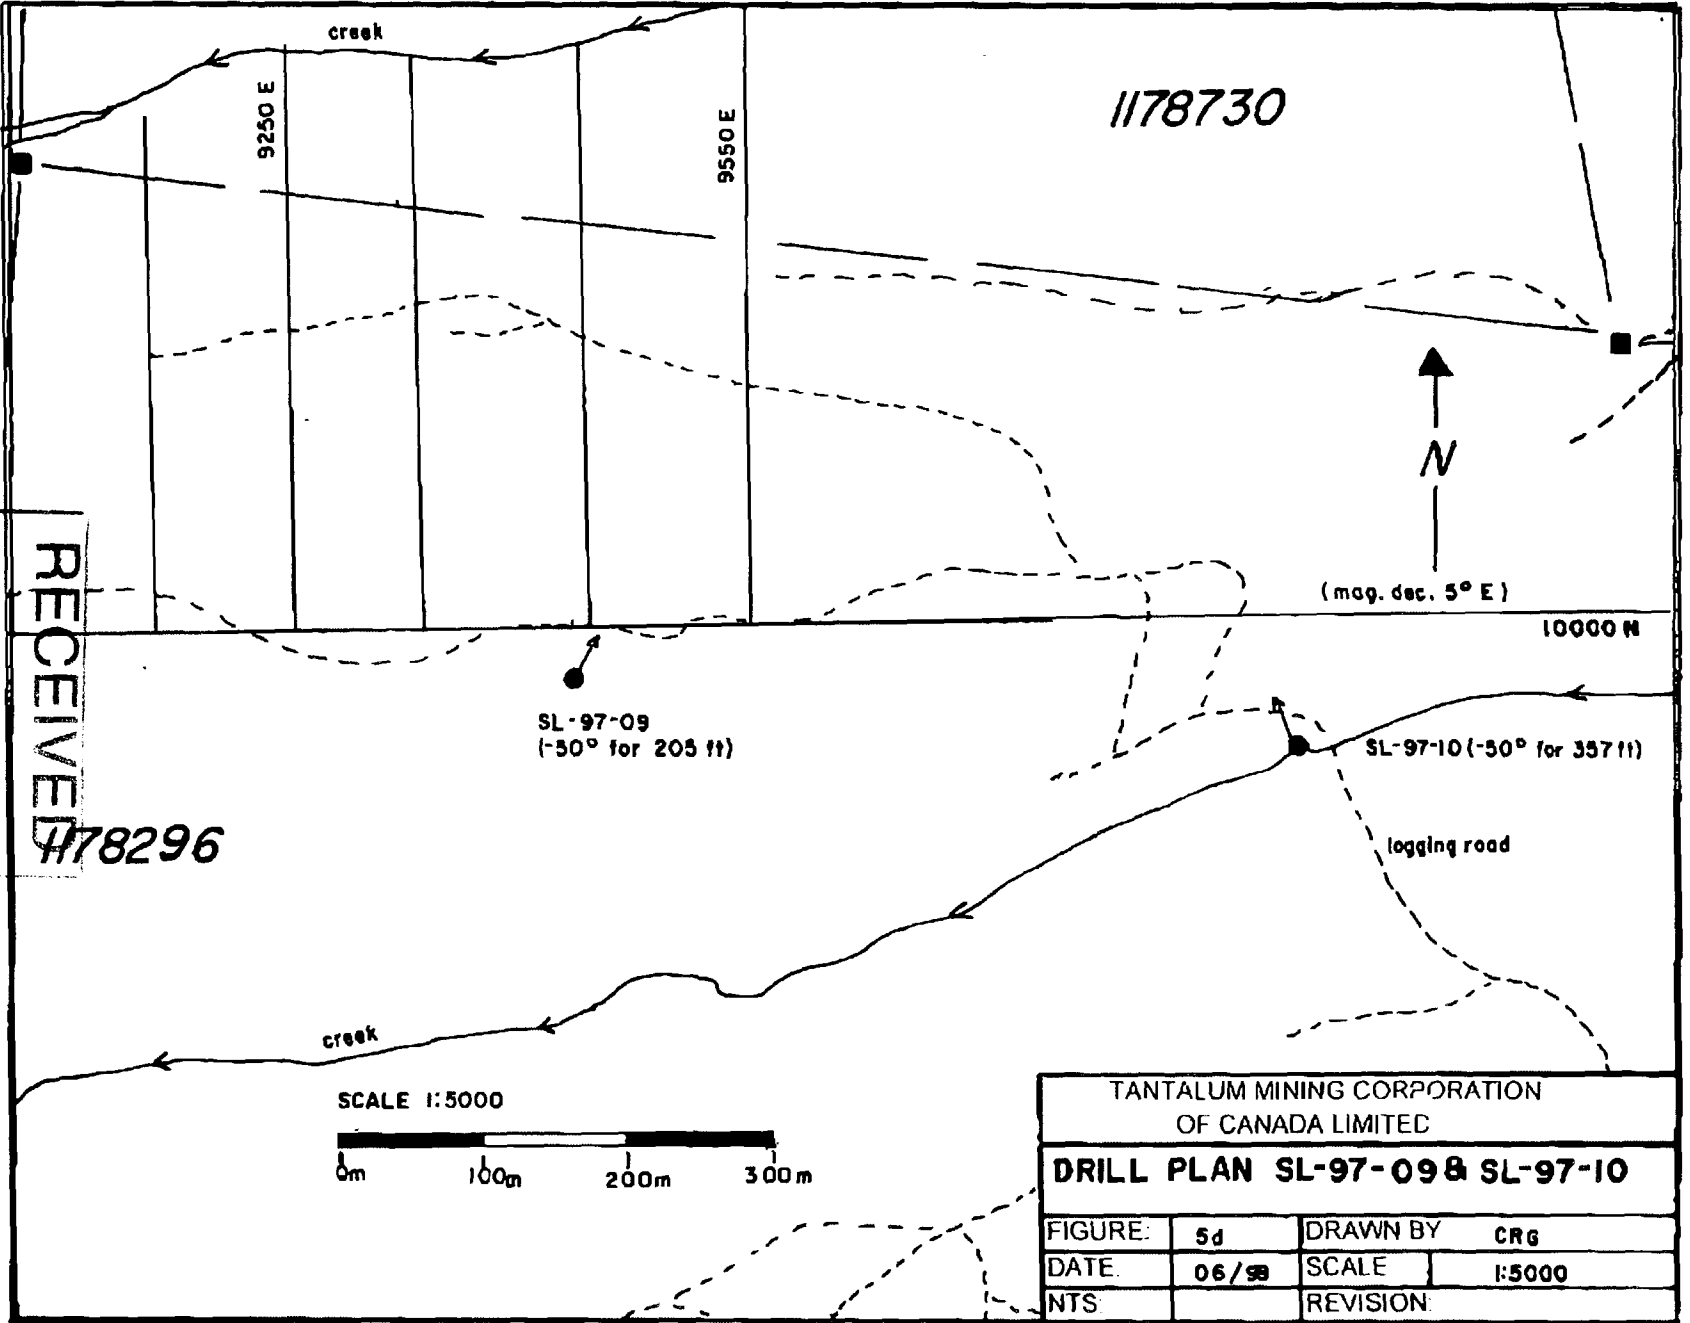 creek
9250 E
9550 E
1178730
N
(mag. dec. 5° E)
10000 N
RECEIVED
SL-97-09
(-50° for 205 ft)
SL-97-10 (-50° for 357 ft)
1178296
logging road
creek
SCALE 1:5000
0m 100m 200m 300m
TANTALUM MINING CORPORATION
OF CANADA LIMITED
DRILL PLAN SL-97-09 & SL-97-10
FIGURE: 5d DRAWN BY CRG
DATE. 06/98 SCALE 1:5000
NTS: REVISION: